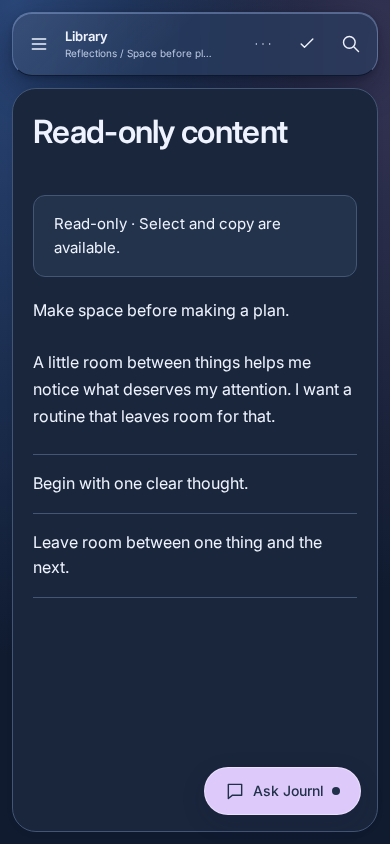 Library
Reflections / Space before pl...
Read-only content
Read-only · Select and copy are
available.
Make space before making a plan.
A little room between things helps me
notice what deserves my attention. I want a
routine that leaves room for that.
Begin with one clear thought.
Leave room between one thing and the
next.
Ask Journl